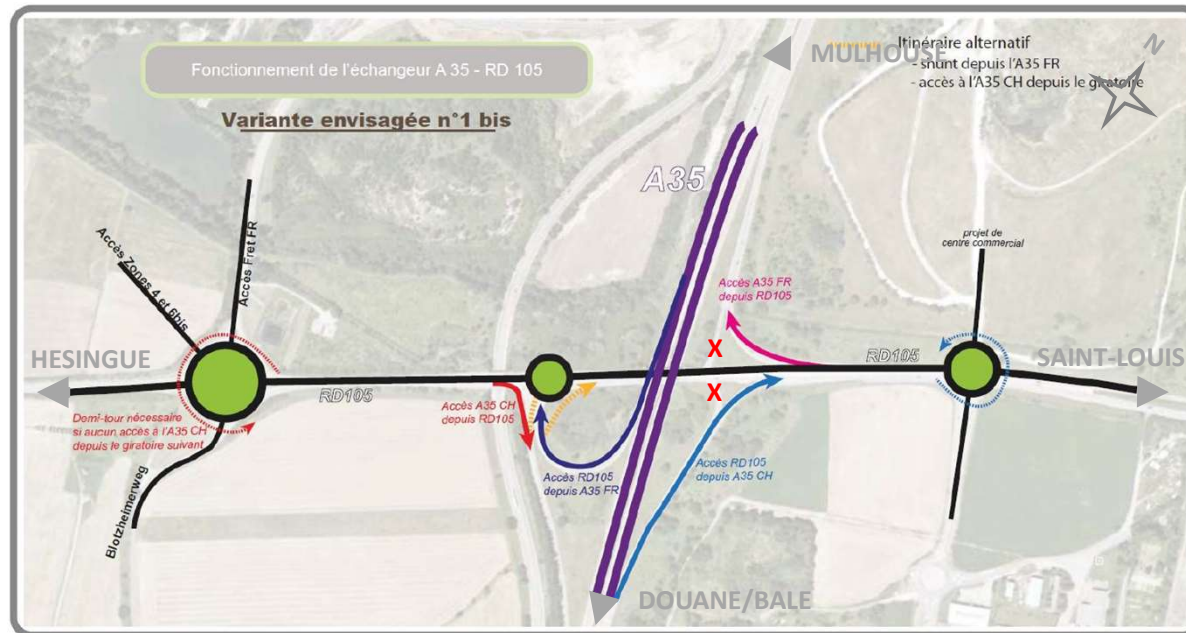 Fonctionnement de l'échangeur A 35 - RD 105
Variante envisagée n°1 bis
MULHOUSE
Itinéraire alternatif
- shunt depuis l'A35 FR
- accès à l'A35 CH depuis le giratoire
N
A35
Accès Zones 4 et 6bis
Accès Fret FR
projet de
centre commercial
Accès A35 FR
depuis RD105
X
HESINGUE
RD105
SAINT-LOUIS
RD105
Accès A35 CH
depuis RD105
X
Demi-tour nécessaire
si aucun accès à l'A35 CH
depuis le giratoire suivant
Accès RD105
depuis A35 FR
Accès RD105
depuis A35 CH
Blotzheimerweg
DOUANE/BALE